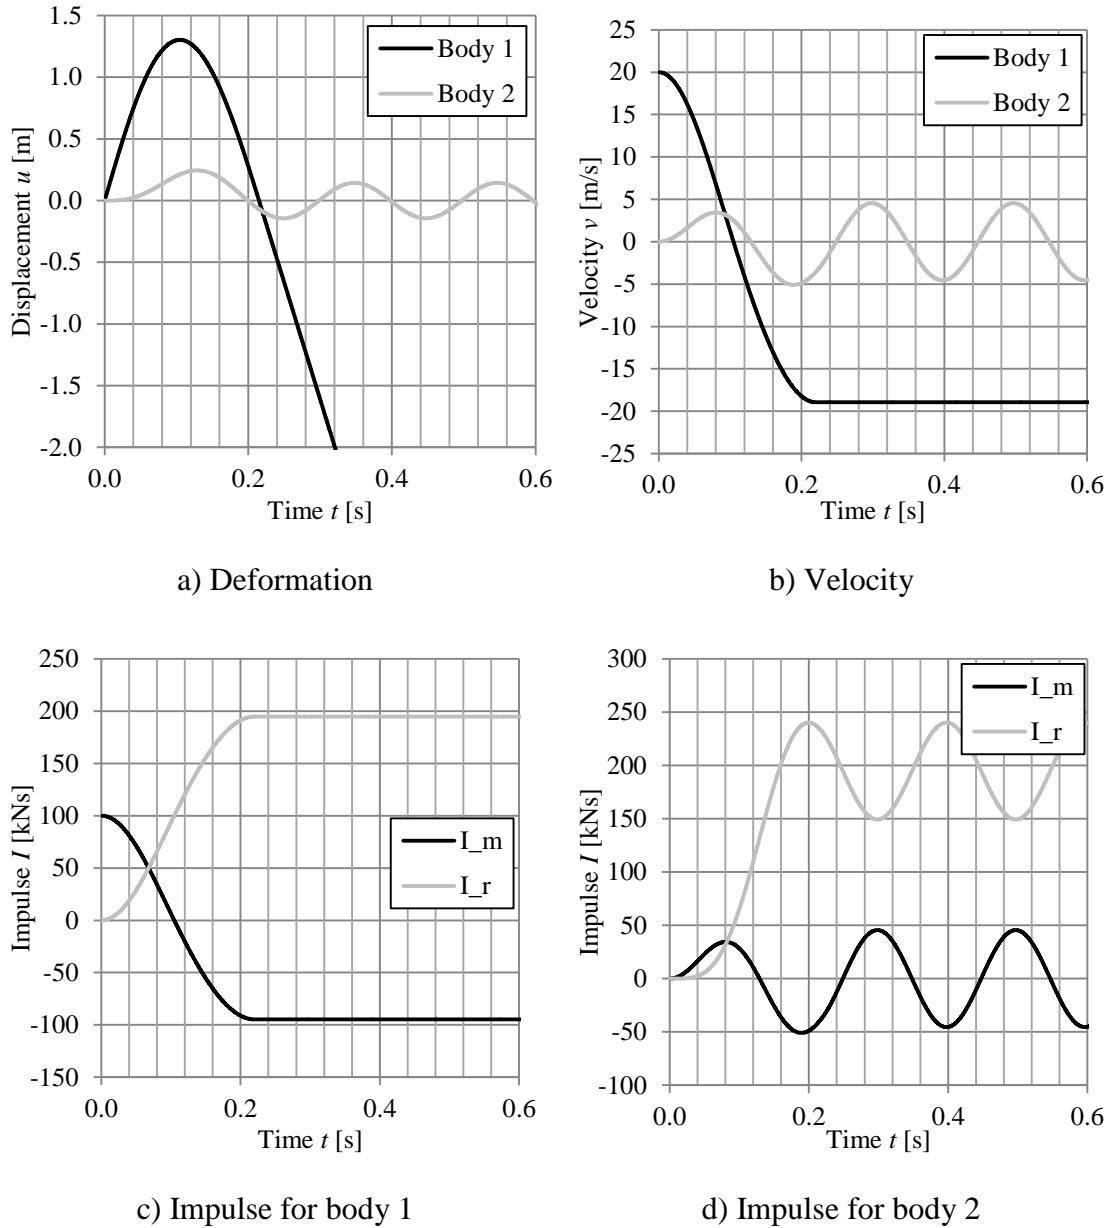 1.5
1.0
0.5
0.0
-0.5
-1.0
-1.5
-2.0
Displacement u [m]
Body 1
Body 2
0.0 0.2 0.4 0.6
Time t [s]
a) Deformation
25
20
15
10
5
0
-5
-10
-15
-20
-25
Velocity v [m/s]
Body 1
Body 2
0.0 0.2 0.4 0.6
Time t [s]
b) Velocity
250
200
150
100
50
0
-50
-100
-150
Impulse I [kNs]
I_m
I_r
0.0 0.2 0.4 0.6
Time t [s]
c) Impulse for body 1
300
250
200
150
100
50
0
-50
-100
Impulse I [kNs]
I_m
I_r
0.0 0.2 0.4 0.6
Time t [s]
d) Impulse for body 2